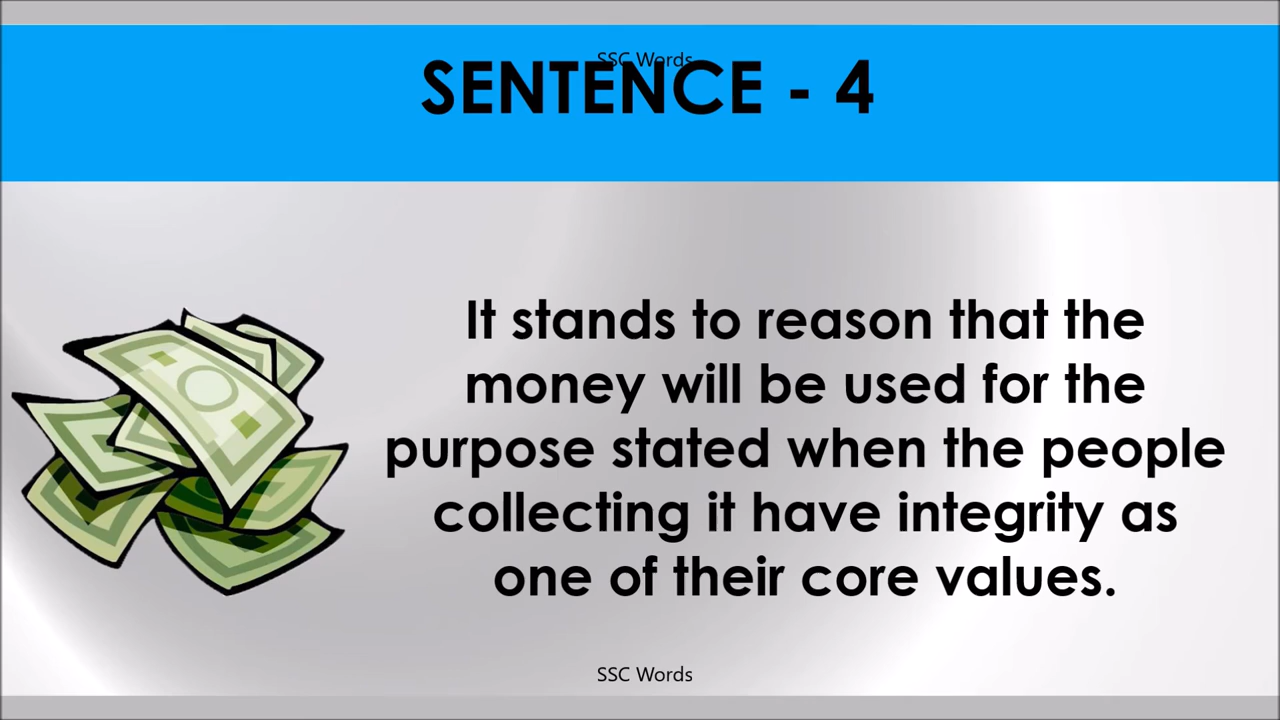 SSC Words
SENTENCE - 4
It stands to reason that the
money will be used for the
purpose stated when the people
collecting it have integrity as
one of their core values.
SSC Words